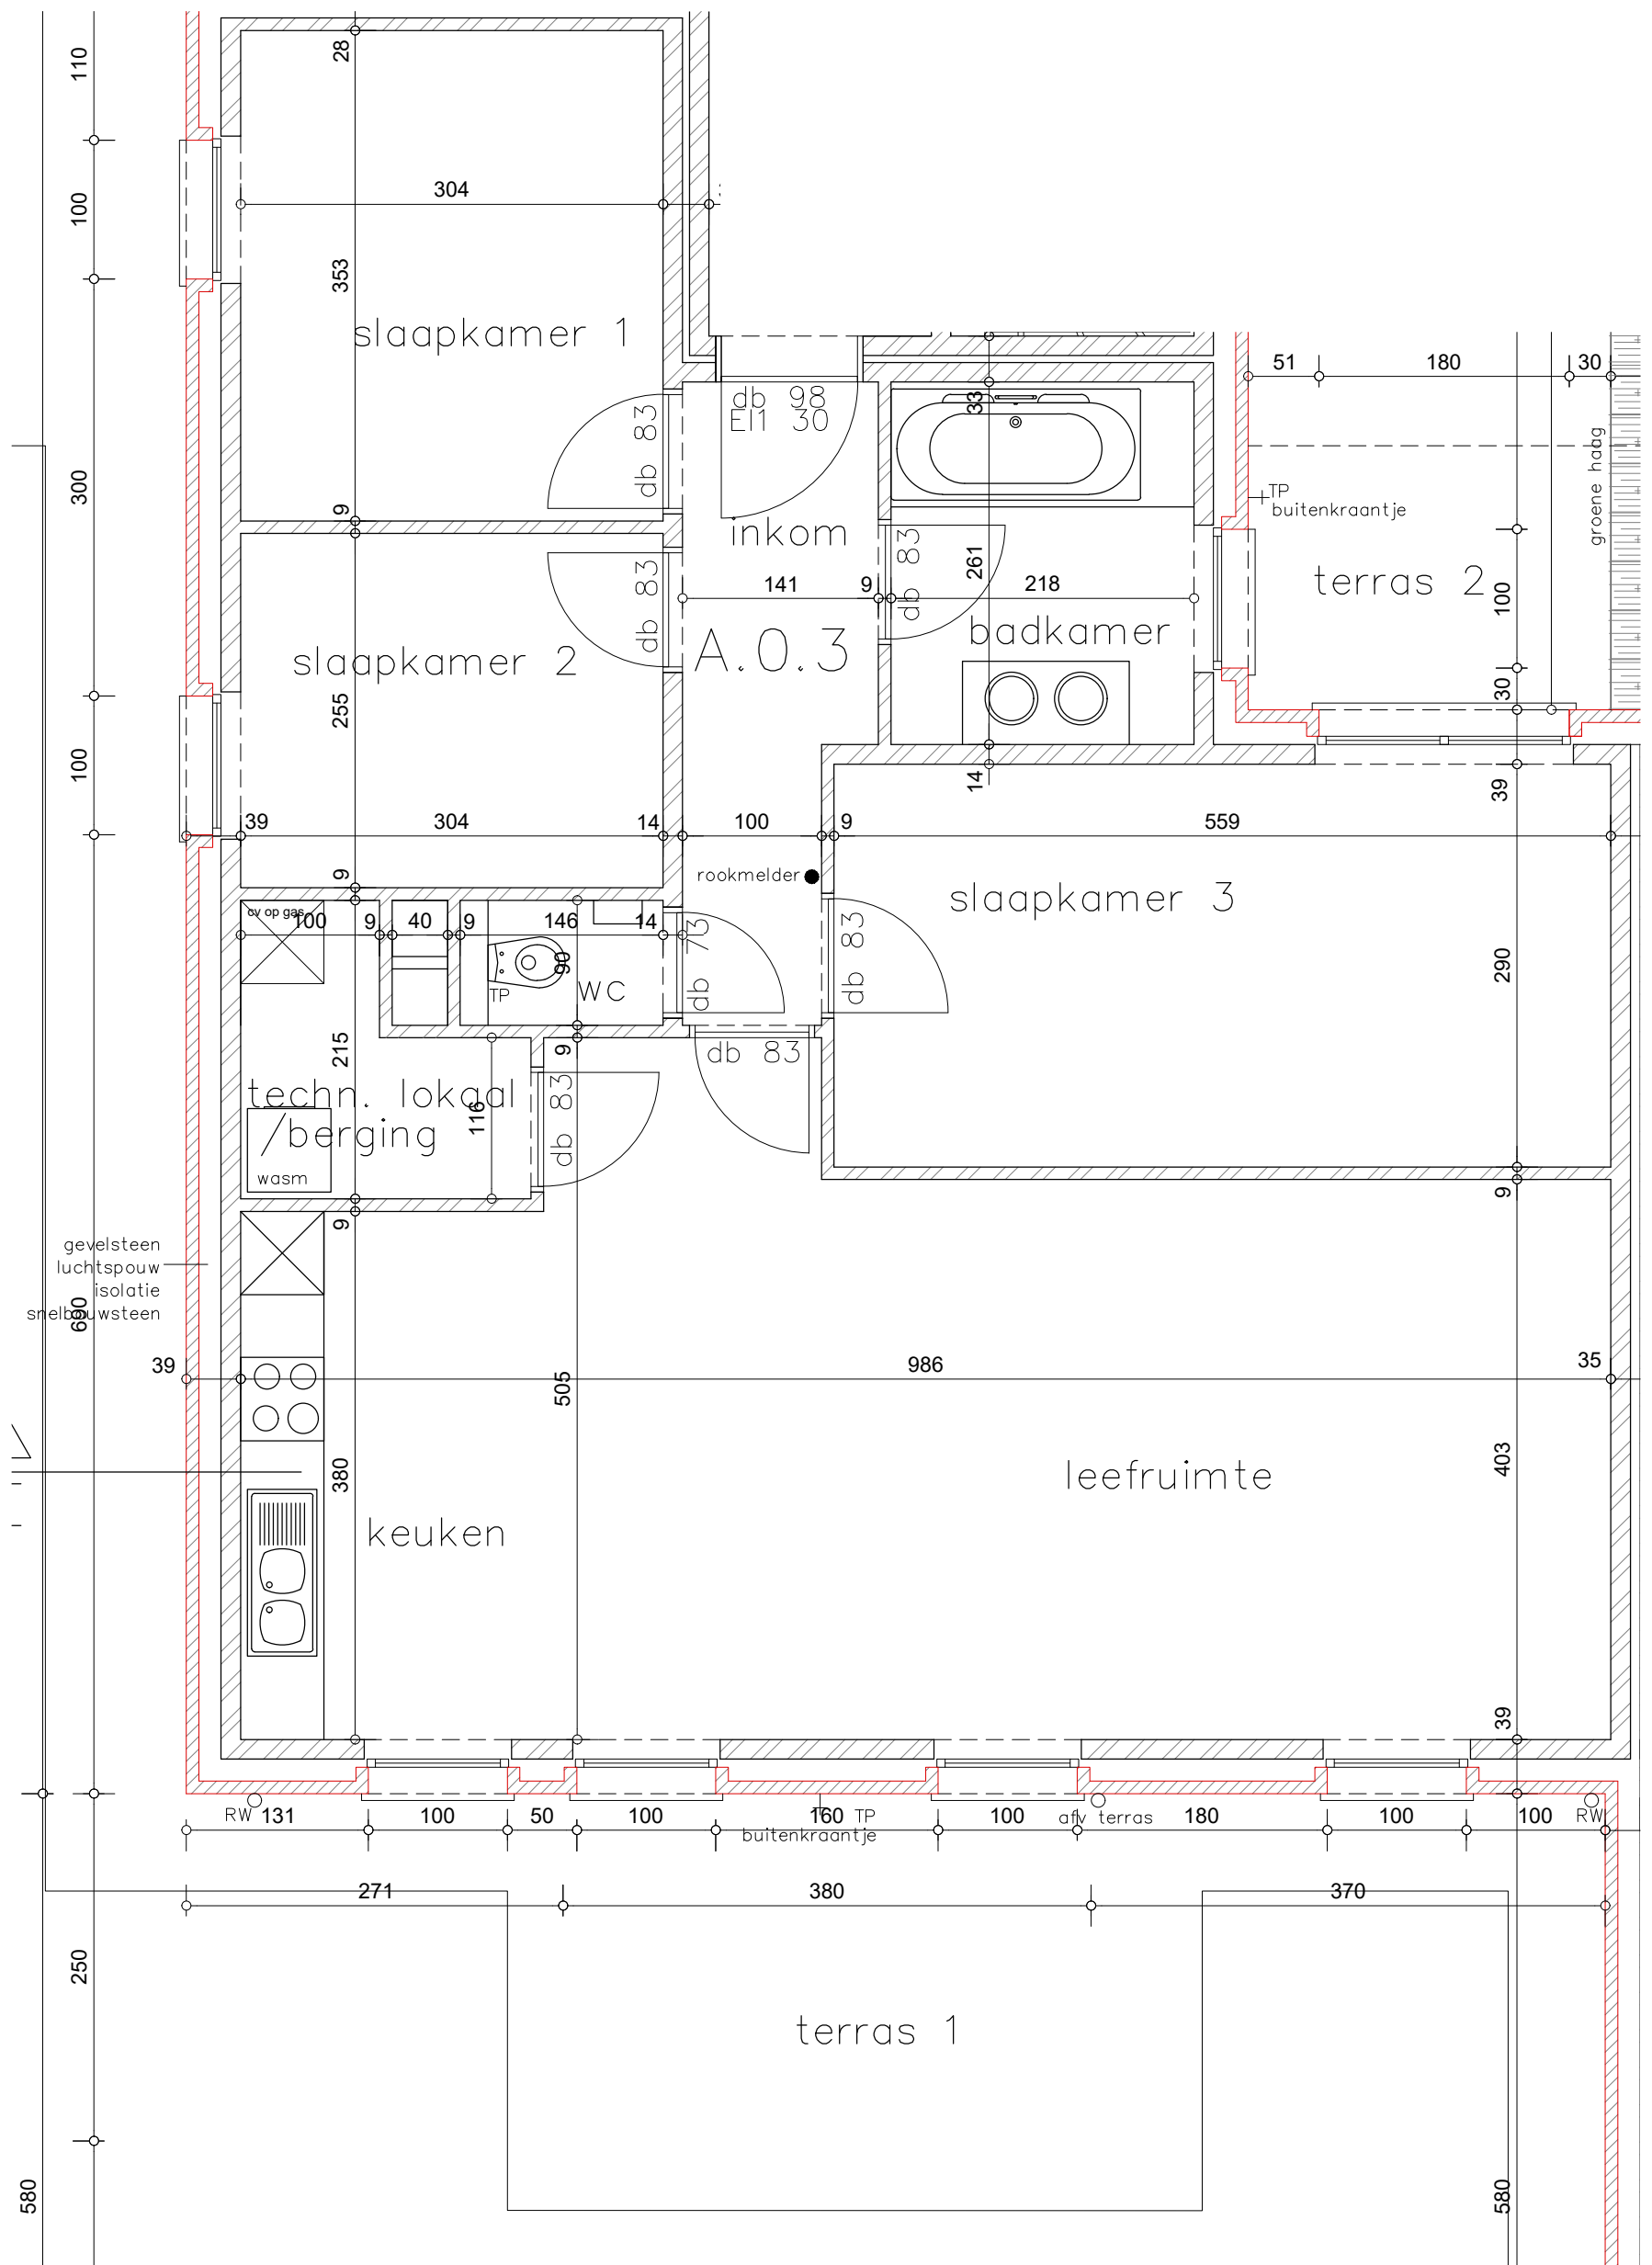 110
28
100
304
353
slaapkamer 1
51
180
30
db 98
EI1 30
33
db 83
groene haag
300
9
TP
buitenkraantje
inkom
db 83
db 83
261
141
9
218
terras 2
100
badkamer
A.0.3
slaapkamer 2
255
30
100
14
39
39
304
14
100
9
559
9
rookmelder
slaapkamer 3
cv op gas
100
9
40
9
146
14
db 73
db 83
90
290
TP
WC
215
9
db 83
techn. lokaal
/berging
116
db 83
wasm
9
9
gevelsteen
luchtspouw
isolatie
snelbouwsteen
690
39
986
35
505
380
403
leefruimte
keuken
39
RW
131
100
50
100
160
TP
buitenkraantje
100
afv terras
180
100
100
RW
271
380
370
250
terras 1
580
580